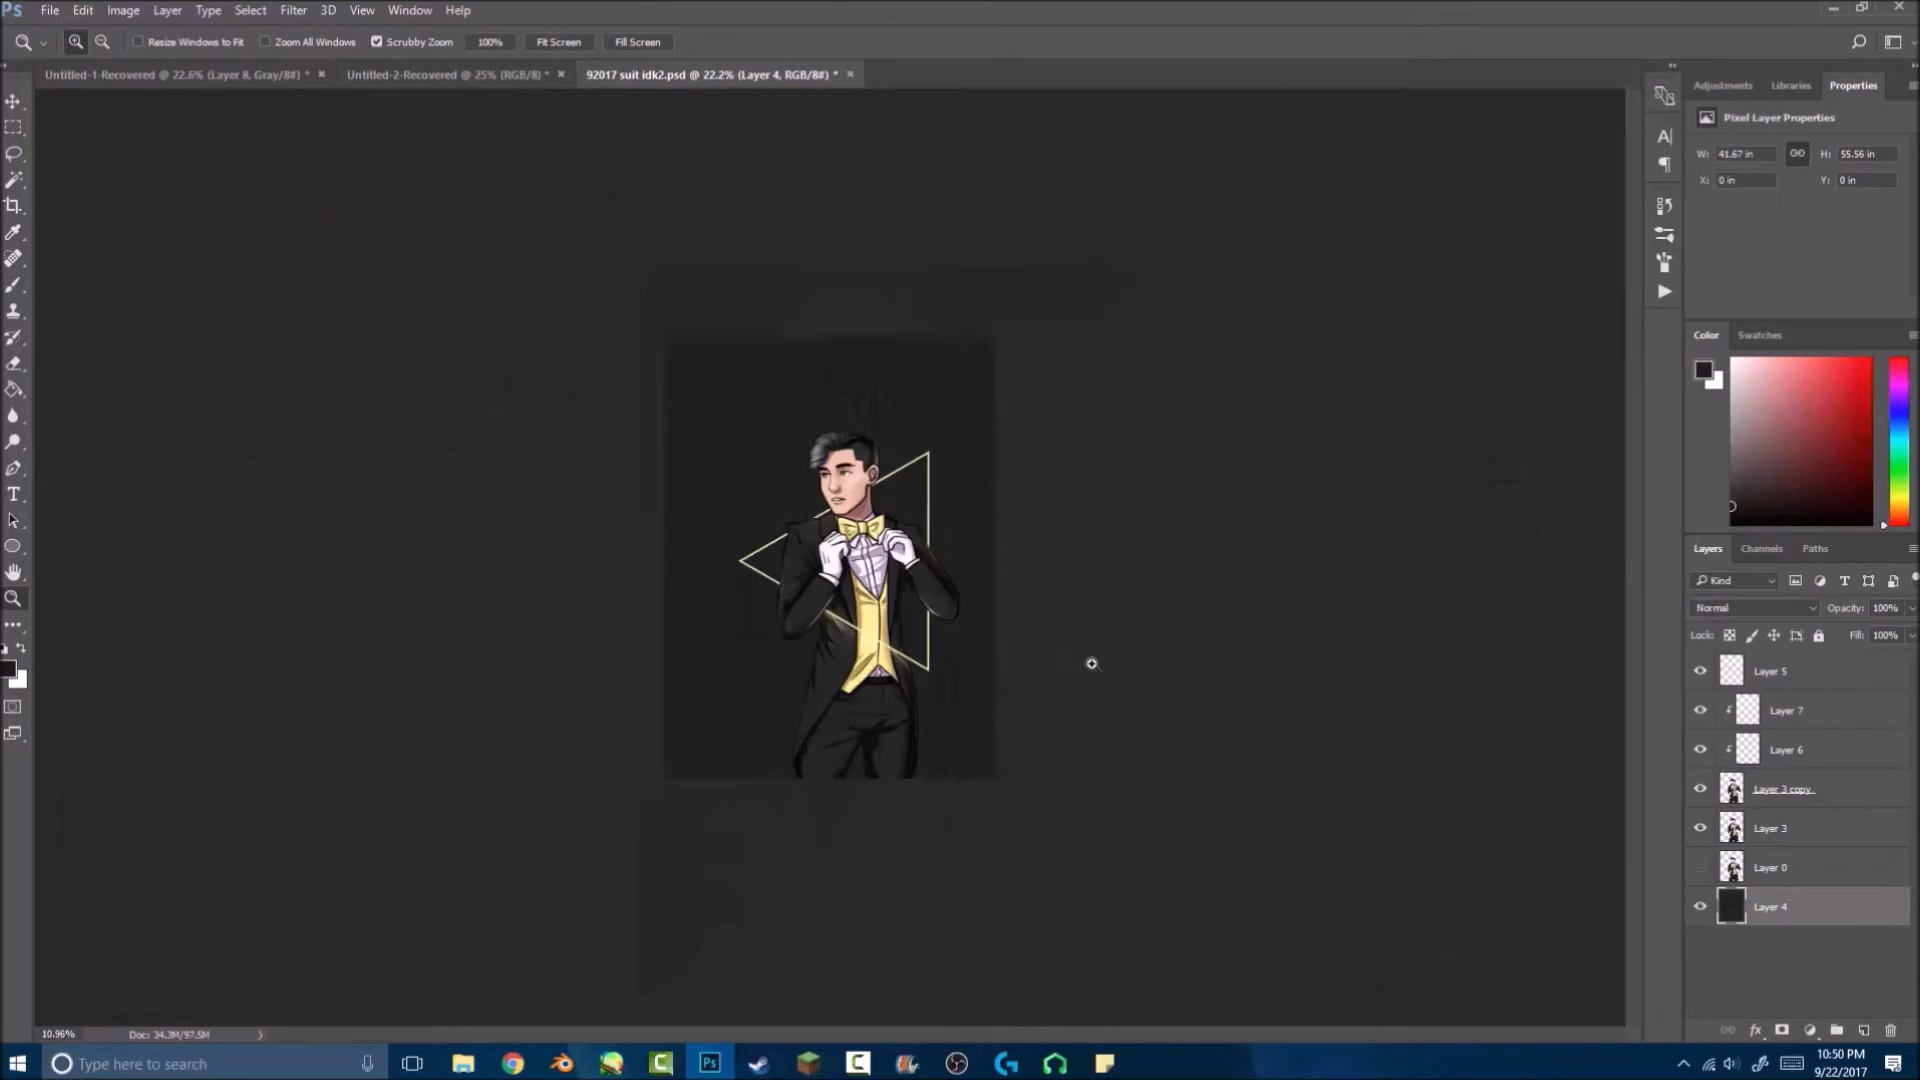 Ps File Edit Image Layer Type Select Filter 3D View Window Help
Resize Windows to Fit Zoom All Windows Scrubby Zoom 100% Fit Screen Fill Screen
Untitled-1-Recovered @ 22.6% (Layer 8, Gray/8#) * × Untitled-2-Recovered @ 25% (RGB/8) * × 92017 suit idk2.psd @ 22.2% (Layer 4, RGB/8#) * ×
Adjustments Libraries Properties
Pixel Layer Properties
W: 41.67 in H: 55.56 in
X: 0 in Y: 0 in
Color Swatches
Layers Channels Paths
Kind
Normal Opacity: 100%
Lock: Fill: 100%
Layer 5
Layer 7
Layer 6
Layer 3 copy
Layer 3
Layer 0
Layer 4
10.96% Doc: 34.3M/97.5M
Type here to search
10:50 PM
9/22/2017